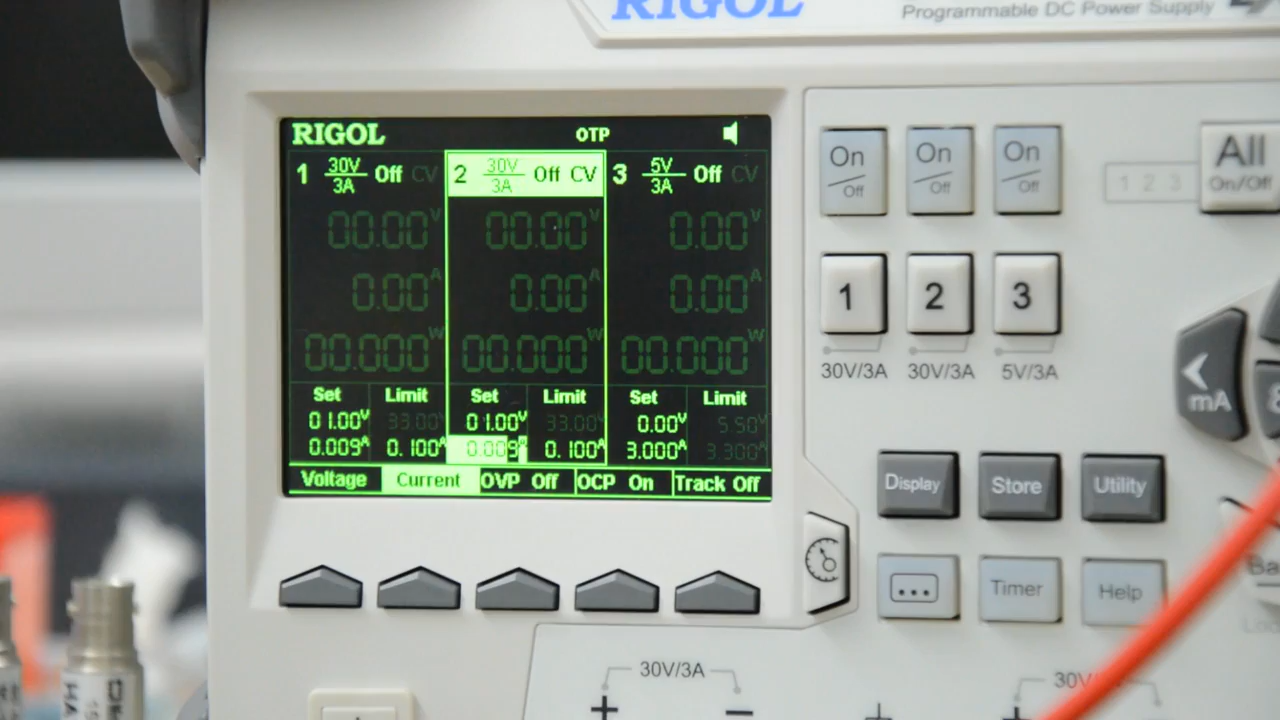 RIGOL
Programmable DC Power Supply
RIGOL OTP
1 30V/3A Off CV 2 30V/3A Off CV 3 5V/3A Off CV
00.00V 00.00V 0.00V
0.00A 0.00A 0.00A
00.000W 00.000W 00.000W
Set Limit Set Limit Set Limit
01.00V 33.00V 01.00V 33.00V 0.00V 5.50V
0.009A 0.100A 0.009A 0.100A 3.000A 3.300A
Voltage Current OVP Off OCP On Track Off
On/Off On/Off On/Off
1 2 3
All On/Off
1 2 3
30V/3A 30V/3A 5V/3A
< mA
Display Store Utility
... Timer Help
30V/3A
+ −